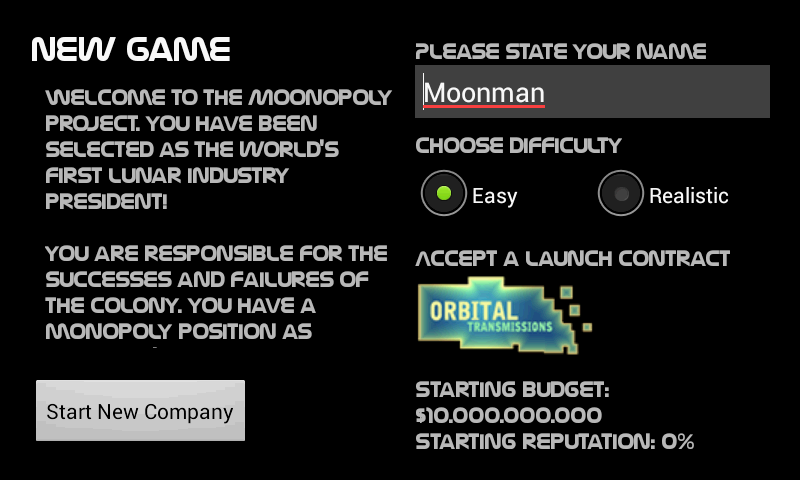 NEW GAME
WELCOME TO THE MOONOPOLY
PROJECT. YOU HAVE BEEN
SELECTED AS THE WORLD'S
FIRST LUNAR INDUSTRY
PRESIDENT!
YOU ARE RESPONSIBLE FOR THE
SUCCESSES AND FAILURES OF
THE COLONY. YOU HAVE A
MONOPOLY POSITION AS
Start New Company
PLEASE STATE YOUR NAME
Moonman
CHOOSE DIFFICULTY
Easy
Realistic
ACCEPT A LAUNCH CONTRACT
ORBITAL
TRANSMISSIONS
STARTING BUDGET:
$10.000.000.000
STARTING REPUTATION: 0%